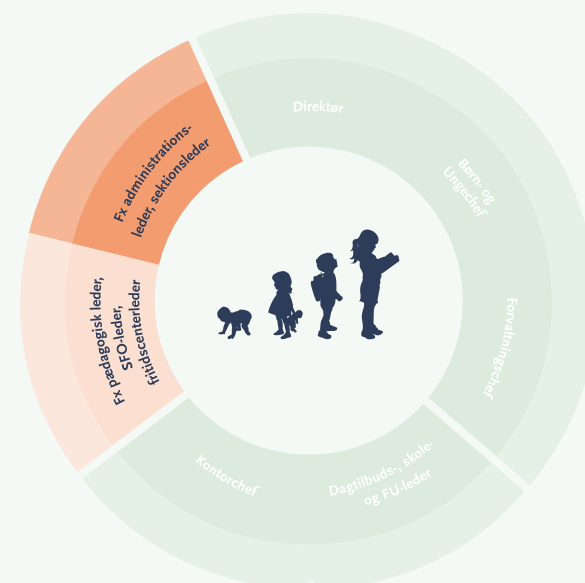 Direktør
Børn- og
Ungechef
Forvaltningschef
Dagtilbuds-, skole-
og FU-leder
Kontorchef
Fx pædagogisk leder,
SFO-leder,
fritidscenterleder
Fx administrations-
leder, sektionsleder